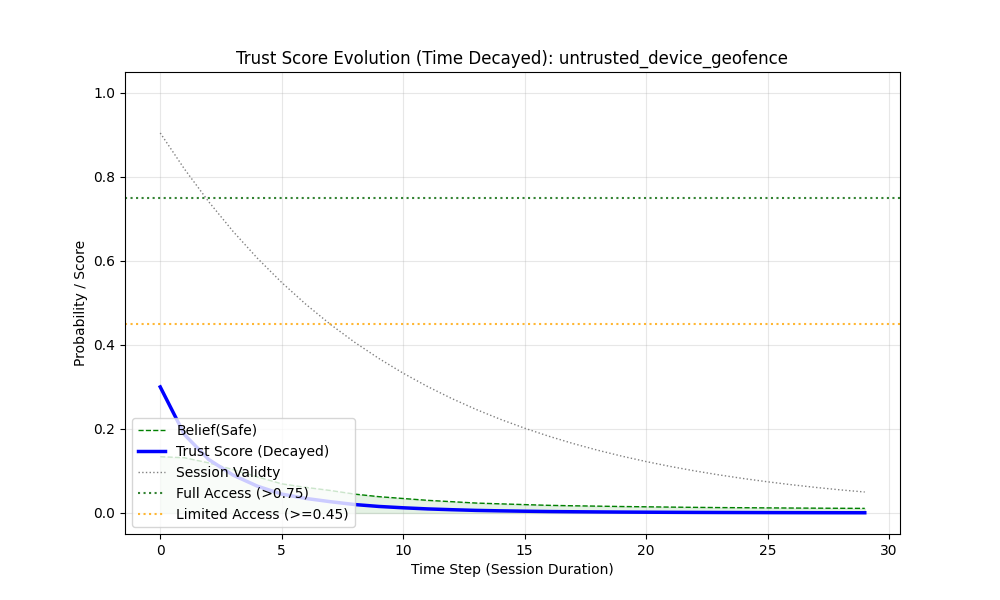 Trust Score Evolution (Time Decayed): untrusted_device_geofence
Probability / Score
1.0
0.8
0.6
0.4
0.2
0.0
Belief(Safe)
Trust Score (Decayed)
Session Validty
Full Access (>0.75)
Limited Access (>=0.45)
0 5 10 15 20 25 30
Time Step (Session Duration)